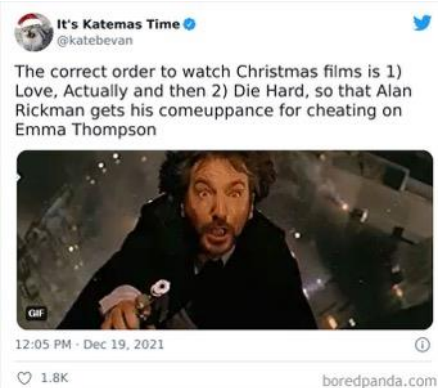 It's Katemas Time
@katebevan
The correct order to watch Christmas films is 1)
Love, Actually and then 2) Die Hard, so that Alan
Rickman gets his comeuppance for cheating on
Emma Thompson
GIF
12:05 PM · Dec 19, 2021
1.8K
boredpanda.com